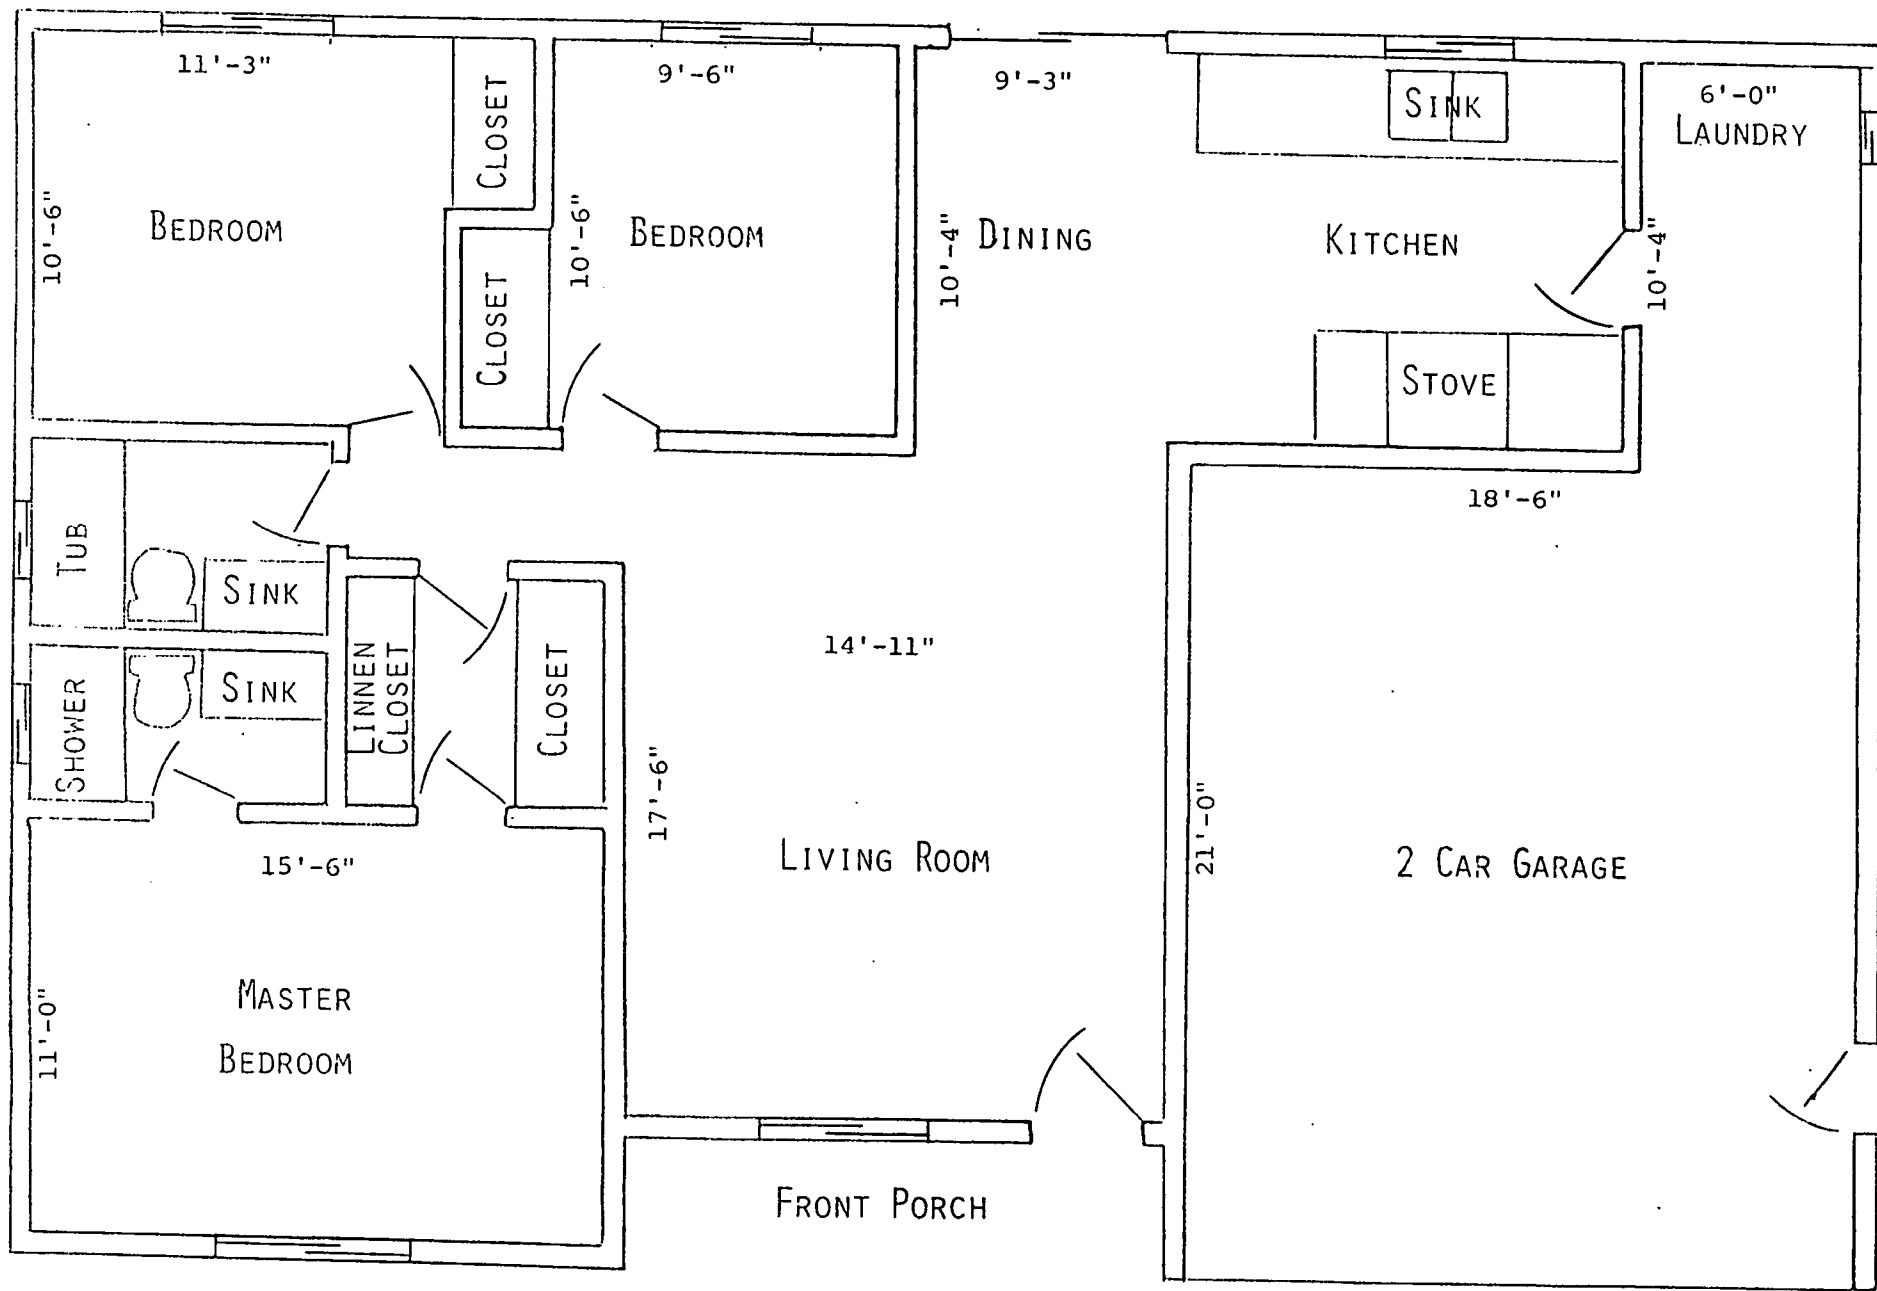 11'-3"
9'-6"
9'-3"
6'-0"
LAUNDRY
SINK
CLOSET
10'-6"
BEDROOM
10'-6"
BEDROOM
10'-4"
DINING
KITCHEN
10'-4"
CLOSET
STOVE
18'-6"
TUB
SINK
14'-11"
SHOWER
SINK
LINNEN
CLOSET
CLOSET
17'-6"
21'-0"
15'-6"
LIVING ROOM
2 CAR GARAGE
11'-0"
MASTER
BEDROOM
FRONT PORCH